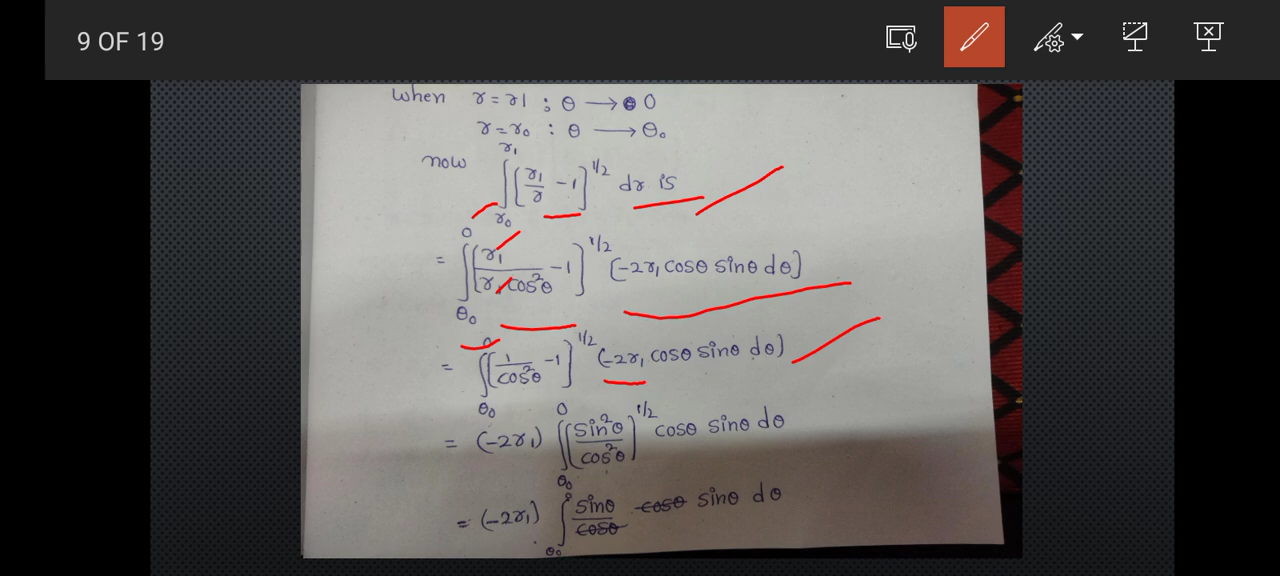 9 OF 19
When r = r1 : θ → 0
r = r₀ : θ → θ₀
now ∫_{r₀}^{r₁} [r₁/r - 1]^{1/2} dr is
= ∫_{θ₀}^{0} [r₁/(r₁ cos²θ) - 1]^{1/2} (-2r₁ cosθ sinθ dθ)
= ∫_{θ₀}^{0} [1/cos²θ - 1]^{1/2} (-2r₁ cosθ sinθ dθ)
= (-2r₁) ∫_{θ₀}^{0} (sin²θ/cos²θ)^{1/2} cosθ sinθ dθ
= (-2r₁) ∫_{θ₀}^{0} sinθ/cosθ cosθ sinθ dθ